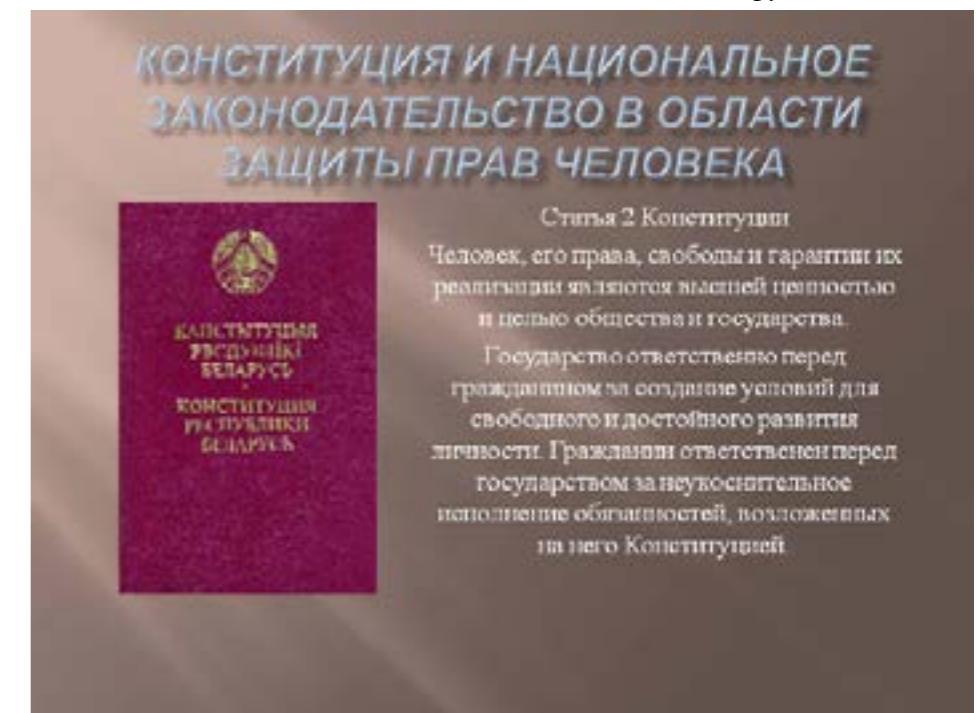 КОНСТИТУЦИЯ И НАЦИОНАЛЬНОЕ
ЗАКОНОДАТЕЛЬСТВО В ОБЛАСТИ
ЗАЩИТЫ ПРАВ ЧЕЛОВЕКА
Статья 2 Конституции
Человек, его права, свободы и гарантии их
реализации являются высшей ценностью
и целью общества и государства.
Государство ответственно перед
гражданином за создание условий для
свободного и достойного развития
личности. Гражданин ответственен перед
государством за неукоснительное
исполнение обязанностей, возложенных
на него Конституцией
КАНСТЫТУЦЫЯ
РЭСПУБЛІКІ
БЕЛАРУСЬ
КОНСТИТУЦИЯ
РЕСПУБЛИКИ
БЕЛАРУСЬ